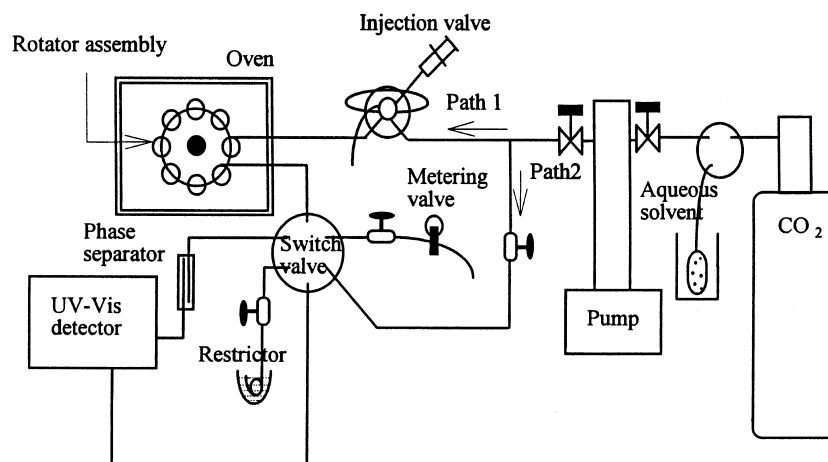 Injection valve
Rotator assembly
Oven
Path 1
Path2
Metering
valve
Aqueous
solvent
CO 2
Phase
separator
Switch
valve
UV-Vis
detector
Pump
Restrictor